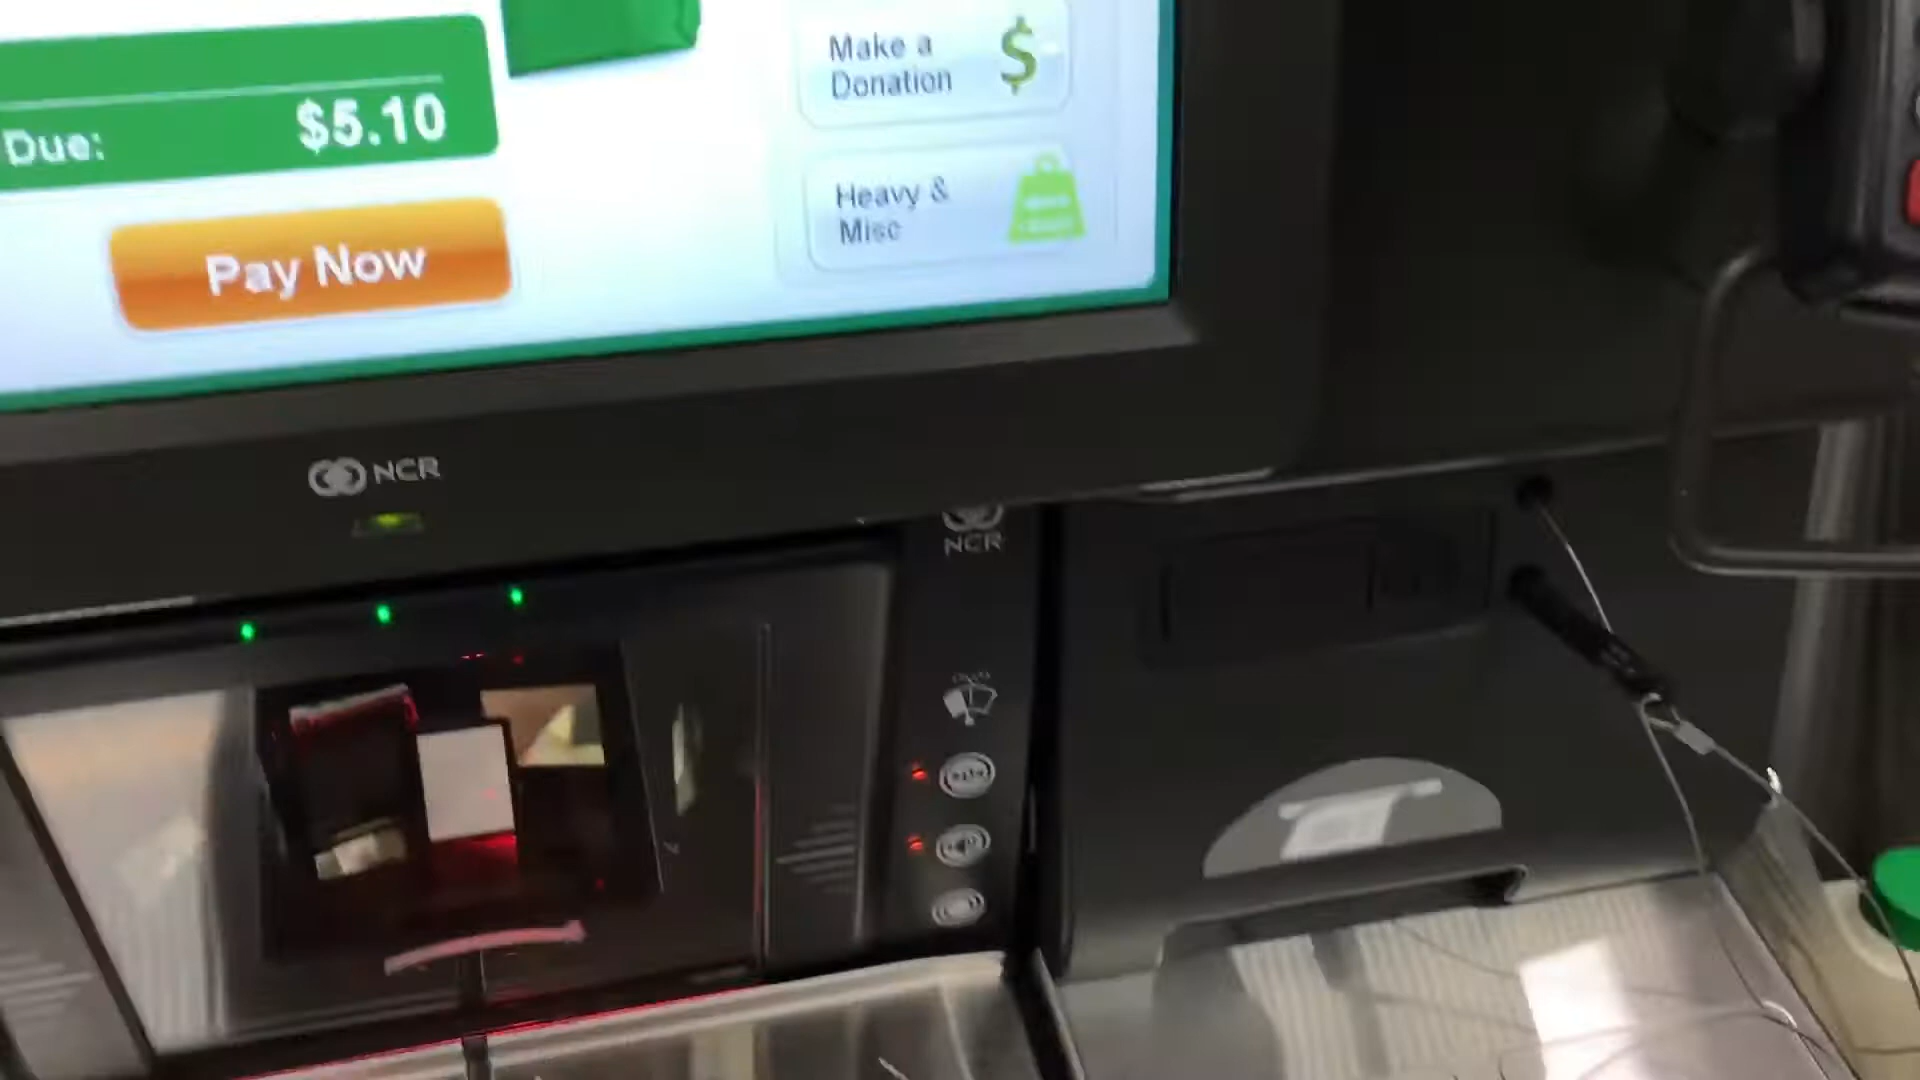 Make a
Donation
$
Due: $5.10
Heavy &
Misc
Pay Now
NCR
NCR